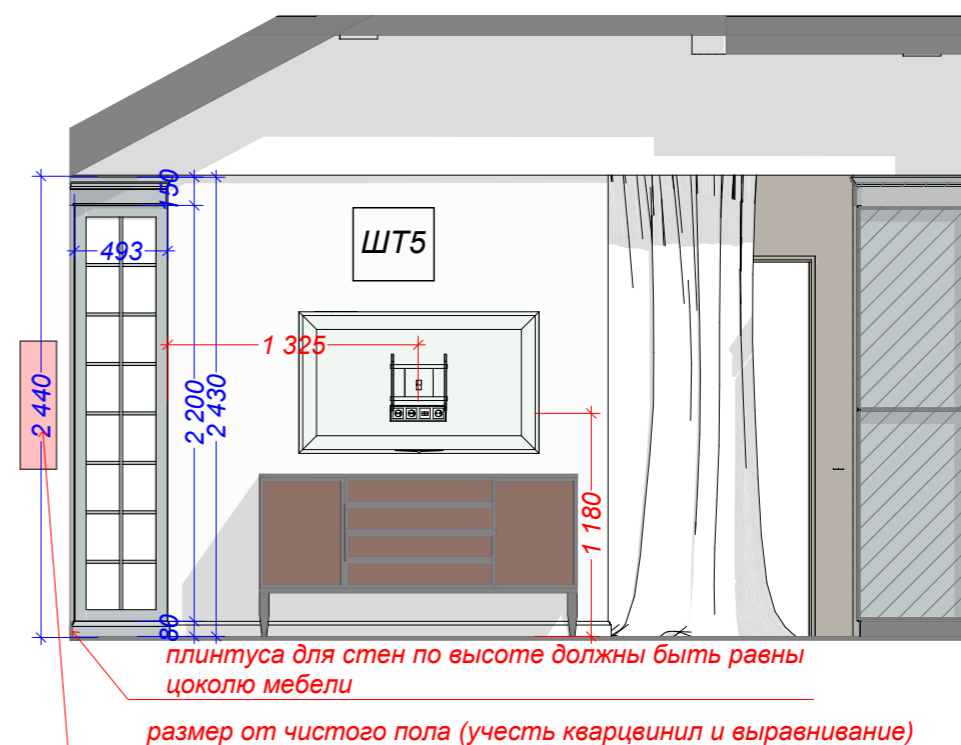 150
493
ШТ5
1 325
2 440
2 200
2 430
1 180
80
плинтуса для стен по высоте должны быть равны
цоколю мебели
размер от чистого пола (учесть кварцвинил и выравнивание)